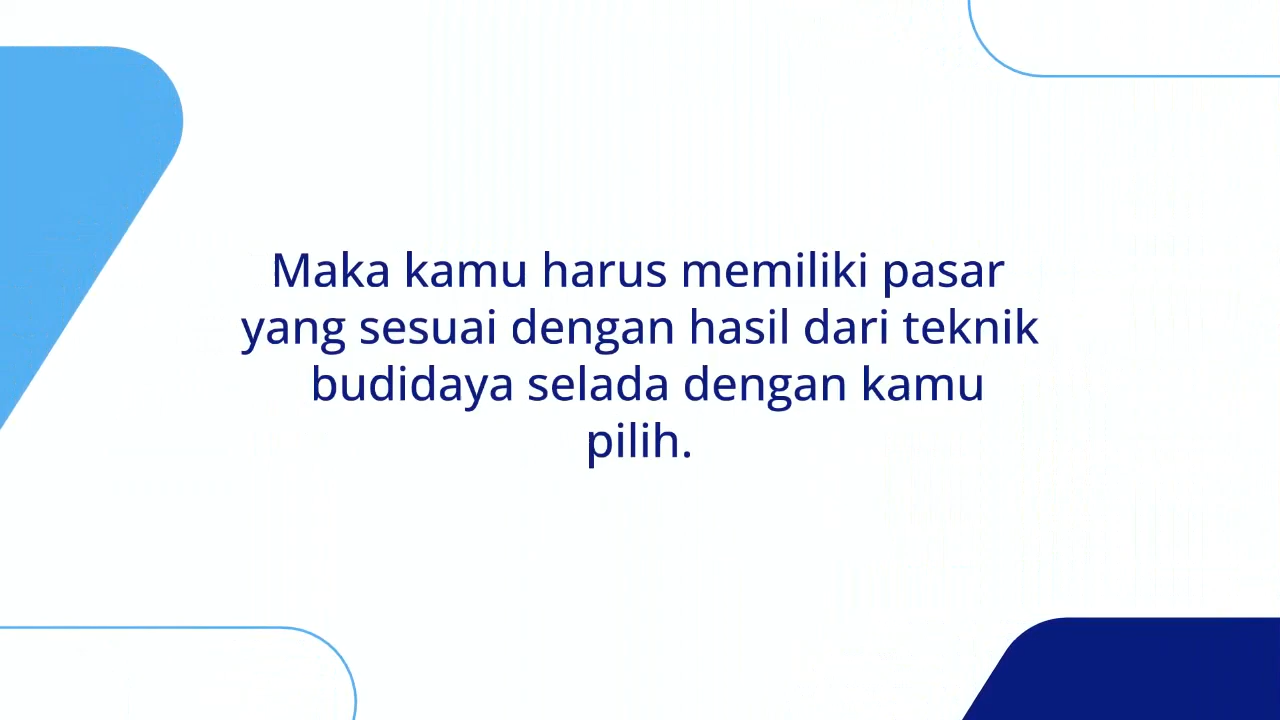 Maka kamu harus memiliki pasar
yang sesuai dengan hasil dari teknik
budidaya selada dengan kamu
pilih.